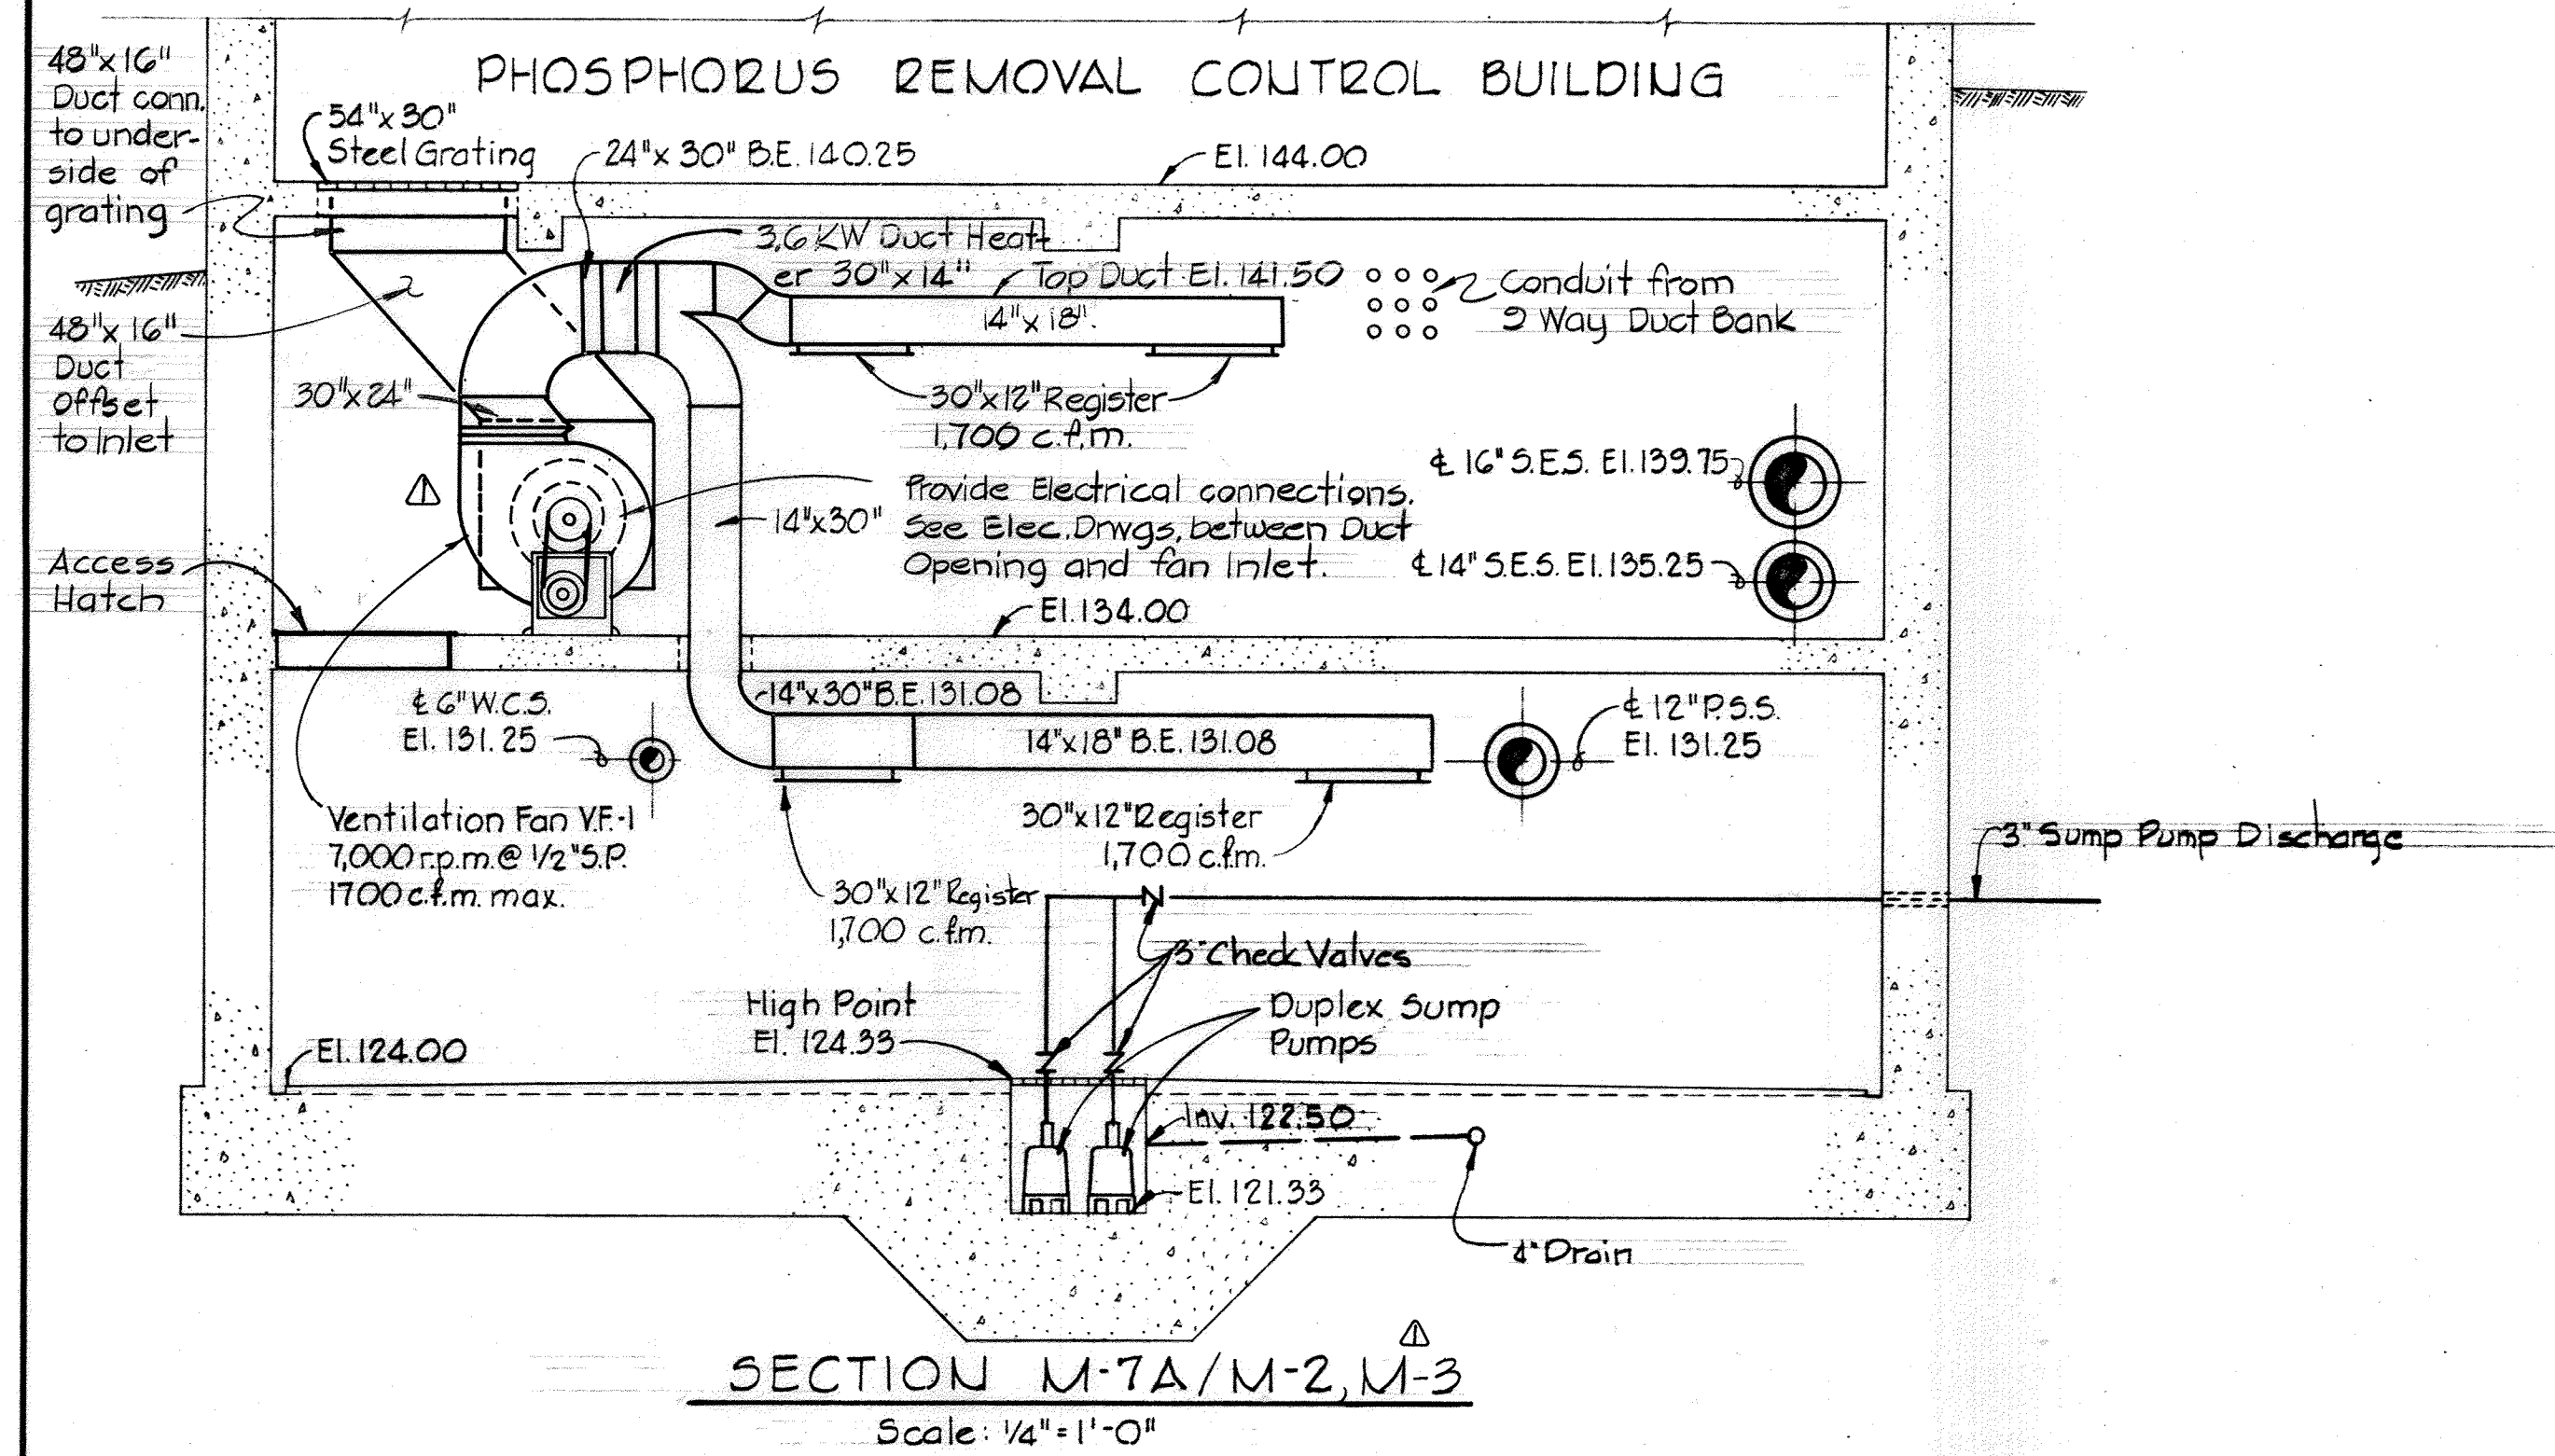 PHOSPHORUS REMOVAL CONTROL BUILDING
48"x16"
Duct conn.
to under-
side of
grating
54"x30"
Steel Grating
24"x 30" B.E. 140.25
El. 144.00
3.6 KW Duct Heat-
er 30"x14"
Top Duct El. 141.50
14"x18".
Conduit from
9 Way Duct Bank
48"x 16"
Duct
Offset
to Inlet
30"x24"
30"x12" Register
1,700 c.f.m.
℄ 16" S.E.S. El. 139.75
Provide Electrical connections.
See Elec. Drwgs, between Duct
Opening and fan Inlet.
14"x30"
℄ 14" S.E.S. El. 135.25
Access
Hatch
El. 134.00
14"x30" B.E. 131.08
℄ 6" W.C.S.
El. 131.25
14"x18" B.E. 131.08
℄ 12" P.S.S.
El. 131.25
Ventilation Fan V.F.-1
7,000 r.p.m. @ 1/2" S.P.
1700 c.f.m. max.
30"x12" Register
1,700 c.f.m.
30"x12" Register
1,700 c.f.m.
3" Sump Pump Discharge
3" Check Valves
High Point
El. 124.33
Duplex Sump
Pumps
El. 124.00
Inv. 122.50
El. 121.33
4" Drain
1
1
SECTION M-7A/M-2, M-3
Scale: 1/4" = 1'-0"